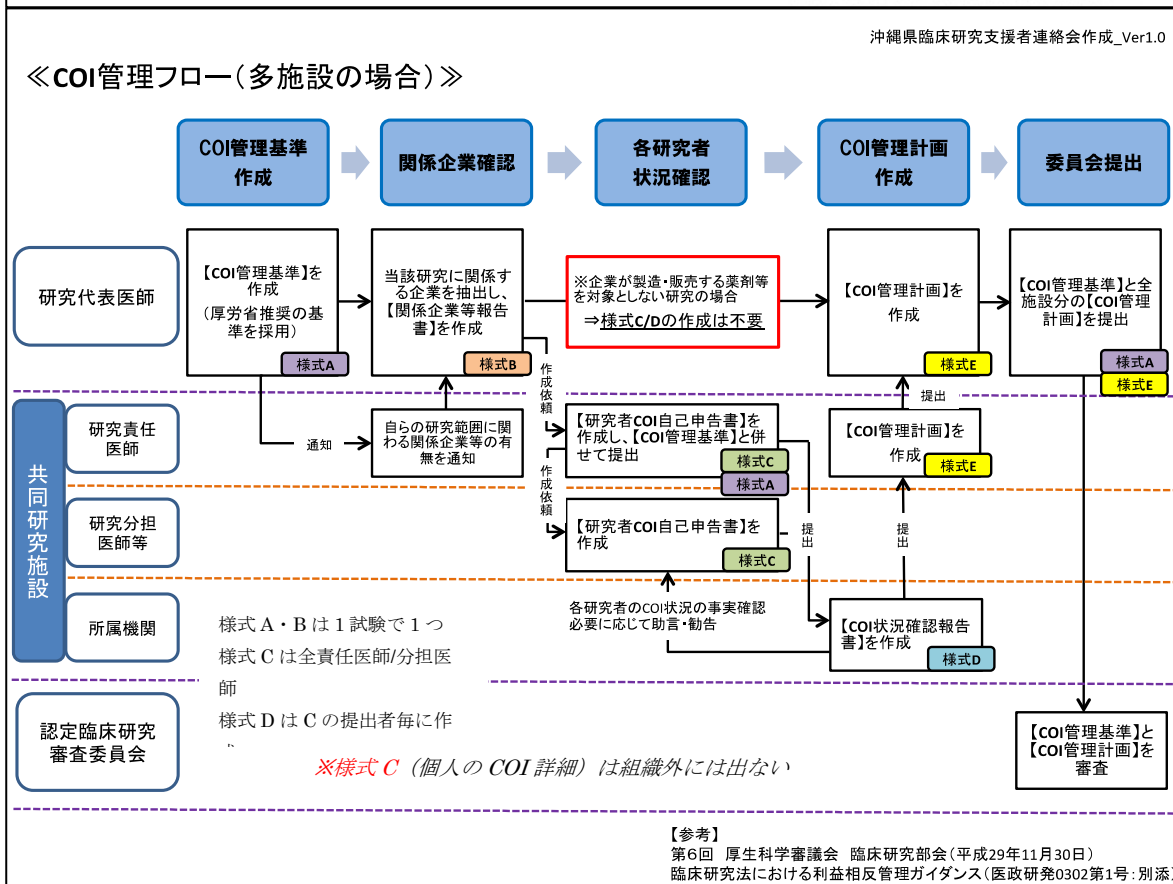 沖縄県臨床研究支援者連絡会作成_Ver1.0
≪COI管理フロー（多施設の場合）≫
COI管理基準
作成
関係企業確認
各研究者
状況確認
COI管理計画
作成
委員会提出
研究代表医師
【COI管理基準】を
作成
（厚労省推奨の基
準を採用）
様式A
当該研究に関係す
る企業を抽出し、
【関係企業等報告
書】を作成
様式B
※企業が製造・販売する薬剤等
を対象としない研究の場合
⇒様式C/Dの作成は不要
【COI管理計画】を
作成
様式E
【COI管理基準】と全
施設分の【COI管理
計画】を提出
様式A
様式E
共同研究施設
研究責任
医師
通知
自らの研究範囲に関
わる関係企業等の有
無を通知
作成依頼
【研究者COI自己申告書】を
作成し、【COI管理基準】と併
せて提出
様式C
様式A
提出
【COI管理計画】を
作成
様式E
研究分担
医師等
作成依頼
【研究者COI自己申告書】を
作成
様式C
提出
提出
所属機関
各研究者のCOI状況の事実確認
必要に応じて助言・勧告
【COI状況確認報告
書】を作成
様式D
様式 A・B は 1 試験で 1 つ
様式 C は全責任医師/分担医
師
様式 D は C の提出者毎に作
認定臨床研究
審査委員会
※様式 C（個人の COI 詳細）は組織外には出ない
【COI管理基準】と
【COI管理計画】を
審査
【参考】
第6回　厚生科学審議会　臨床研究部会（平成29年11月30日）
臨床研究法における利益相反管理ガイダンス（医政研発0302第1号：別添）